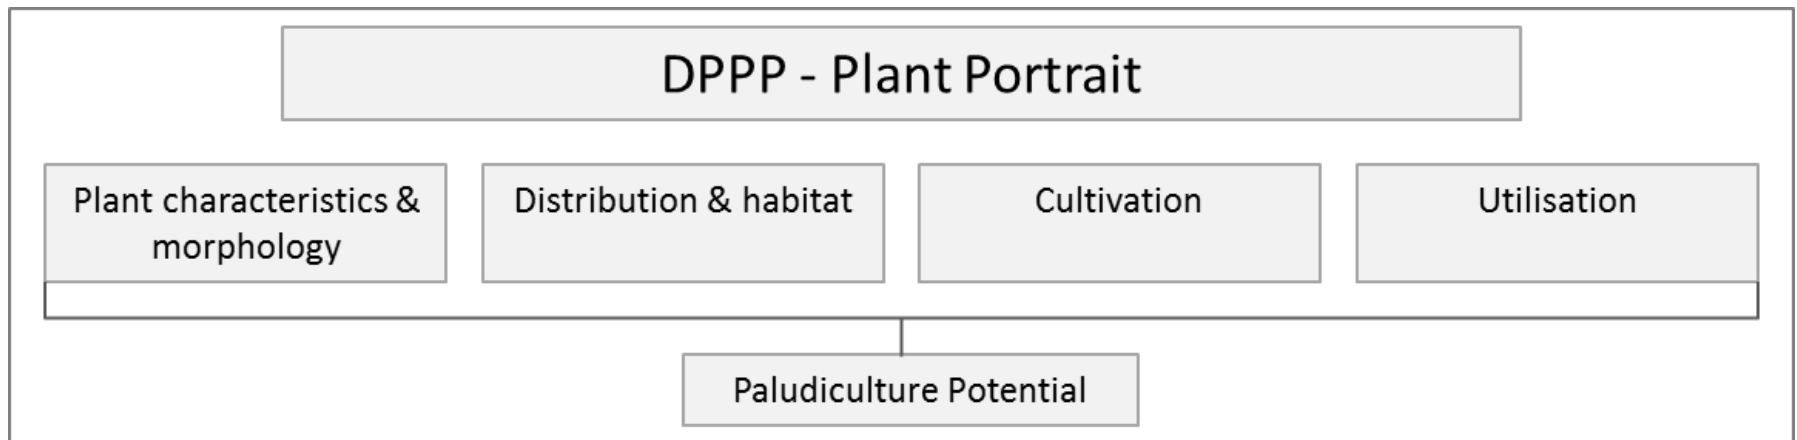 DPPP - Plant Portrait
Plant characteristics &
morphology
Distribution & habitat
Cultivation
Utilisation
Paludiculture Potential